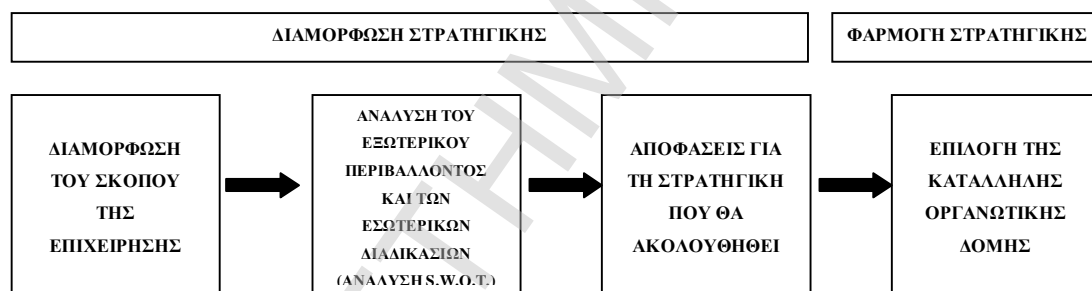 ΔΙΑΜΟΡΦΩΣΗ ΣΤΡΑΤΗΓΙΚΗΣ
ΦΑΡΜΟΓΗ ΣΤΡΑΤΗΓΙΚΗΣ
ΔΙΑΜΟΡΦΩΣΗ
ΤΟΥ ΣΚΟΠΟΥ
ΤΗΣ
ΕΠΙΧΕΙΡΗΣΗΣ
ΑΝΑΛΥΣΗ ΤΟΥ
ΕΞΩΤΕΡΙΚΟΥ
ΠΕΡΙΒΑΛΛΟΝΤΟΣ
ΚΑΙ ΤΩΝ
ΕΣΩΤΕΡΙΚΩΝ
ΔΙΑΔΙΚΑΣΙΩΝ
(ΑΝΑΛΥΣΗ S.W.O.T.)
ΑΠΟΦΑΣΕΙΣ ΓΙΑ
ΤΗ ΣΤΡΑΤΗΓΙΚΗ
ΠΟΥ ΘΑ
ΑΚΟΛΟΥΘΗΘΕΙ
ΕΠΙΛΟΓΗ ΤΗΣ
ΚΑΤΑΛΛΗΛΗΣ
ΟΡΓΑΝΩΤΙΚΗΣ
ΔΟΜΗΣ